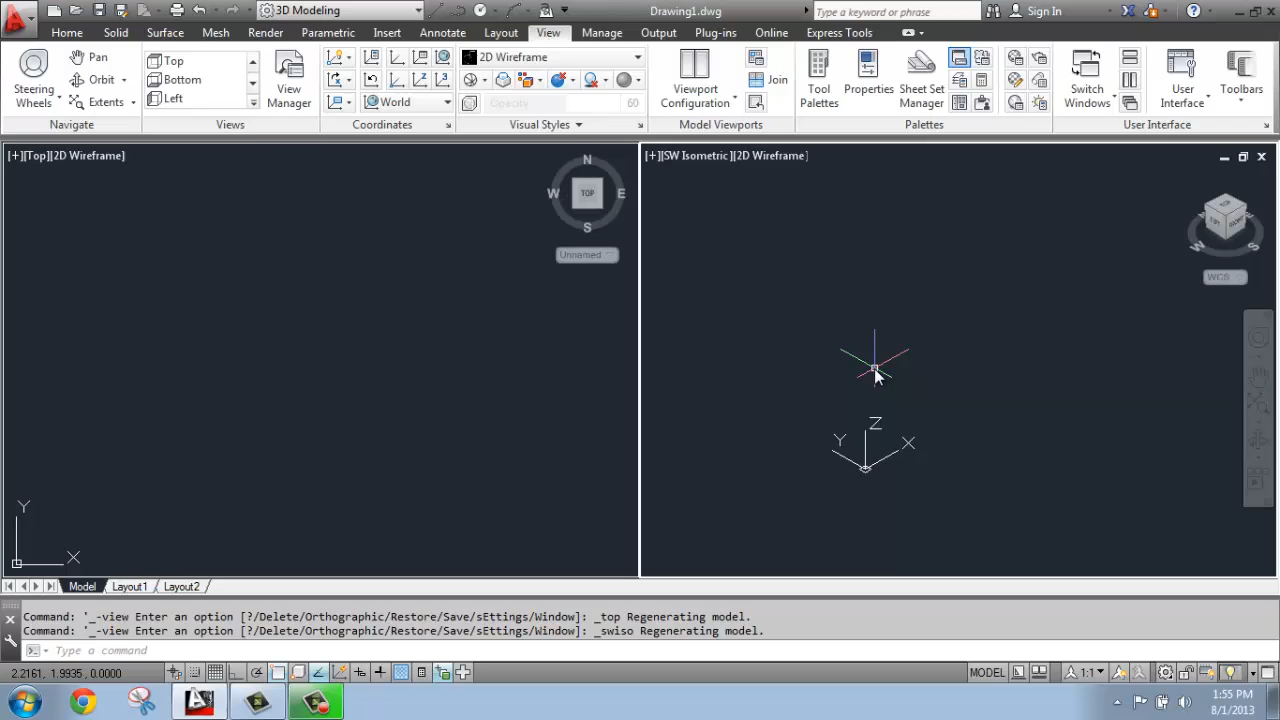 3D Modeling
Drawing1.dwg
Type a keyword or phrase
Sign In
Home Solid Surface Mesh Render Parametric Insert Annotate Layout View Manage Output Plug-ins Online Express Tools
Steering Wheels
Pan
Orbit
Extents
Navigate
Top
Bottom
Left
Views
View Manager
World
Coordinates
2D Wireframe
Opacity 60
Visual Styles
Viewport Configuration
Join
Model Viewports
Tool Palettes
Properties
Sheet Set Manager
Palettes
Switch Windows
User Interface
Toolbars
User Interface
[+][Top][2D Wireframe]
N
W TOP E
S
Unnamed
Y
X
[+][SW Isometric][2D Wireframe]
TOP
W S
WCS
Z
Y X
Model Layout1 Layout2
Command: '_-view Enter an option [?/Delete/Orthographic/Restore/Save/sEttings/Window]: _top Regenerating model.
Command: '_-view Enter an option [?/Delete/Orthographic/Restore/Save/sEttings/Window]: _swiso Regenerating model.
Type a command
2.2161, 1.9935, 0.0000
MODEL
1:1
1:55 PM
8/1/2013